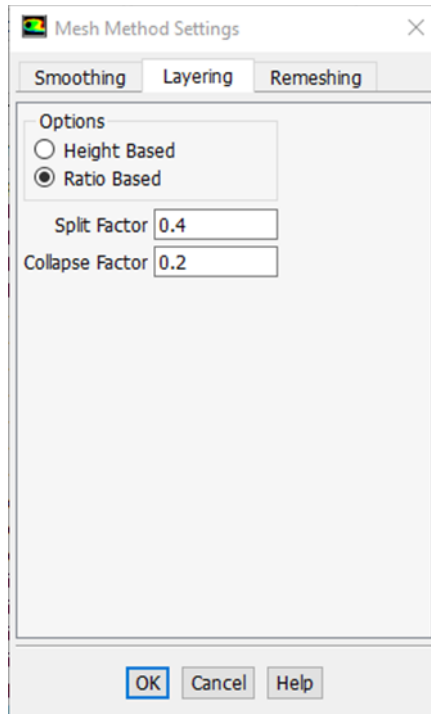 Mesh Method Settings
Smoothing Layering Remeshing
Options
Height Based
Ratio Based
Split Factor 0.4
Collapse Factor 0.2
OK Cancel Help